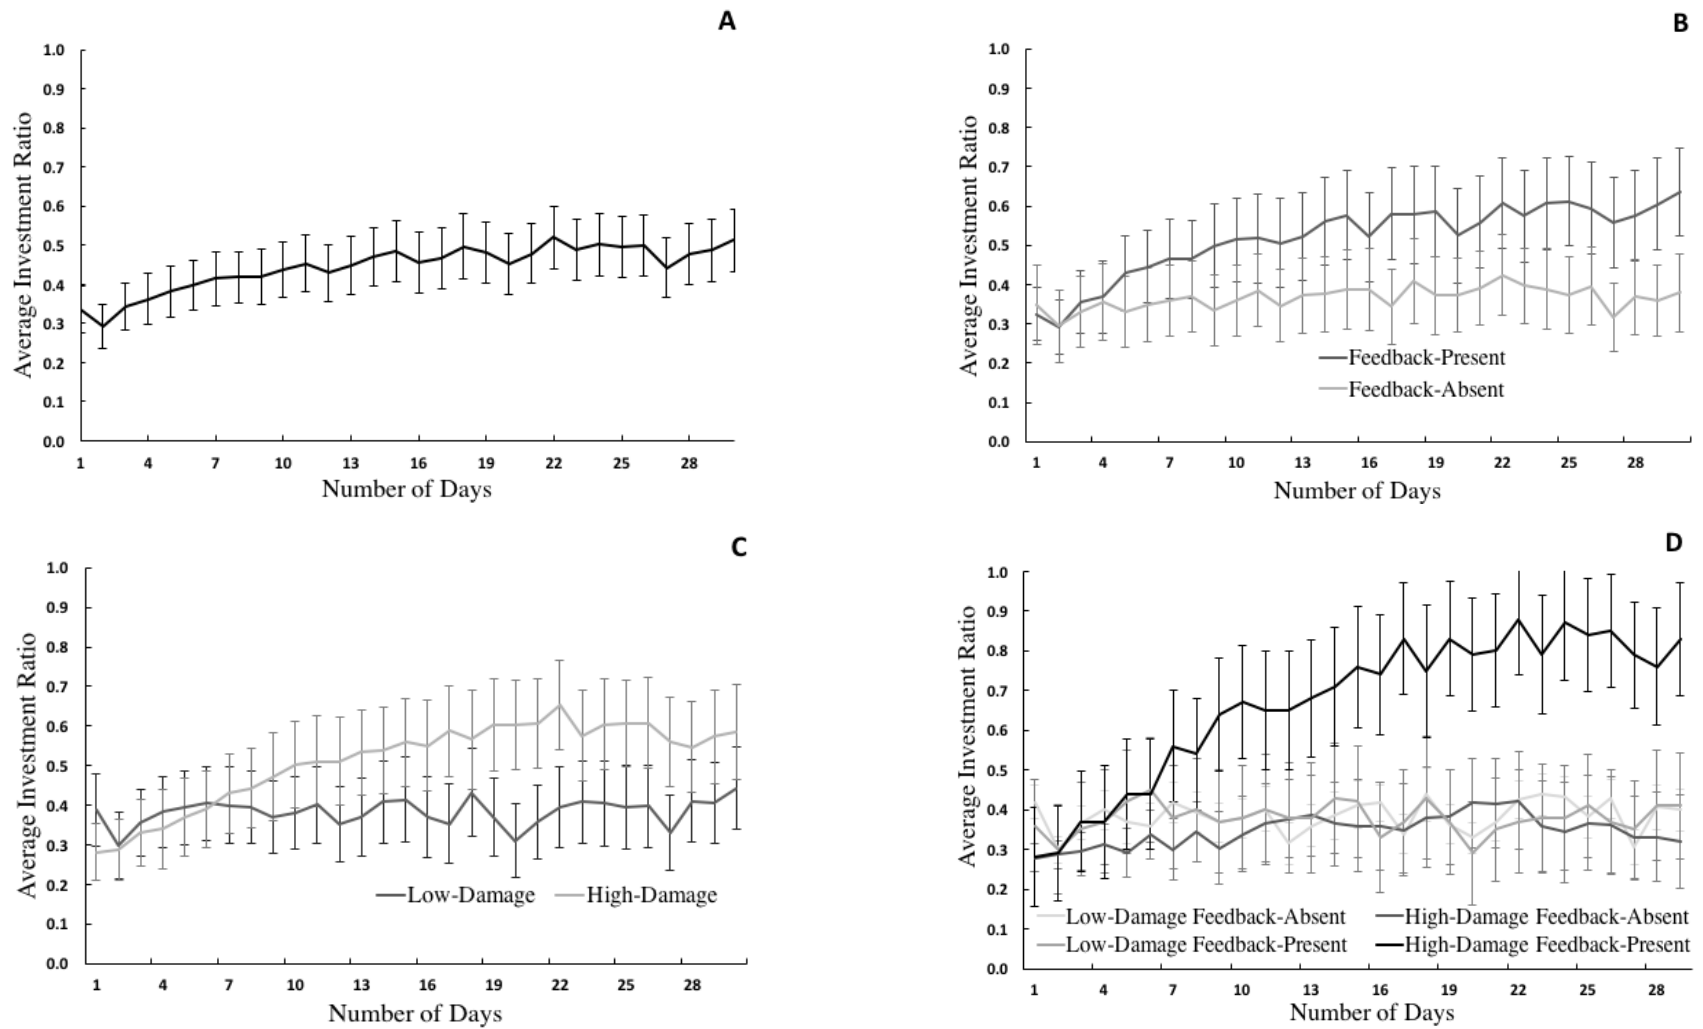 A
1.0
0.9
0.8
0.7
0.6
0.5
0.4
0.3
0.2
0.1
0.0
Average Investment Ratio
1 4 7 10 13 16 19 22 25 28
Number of Days
B
1.0
0.9
0.8
0.7
0.6
0.5
0.4
0.3
0.2
0.1
0.0
Average Investment Ratio
Feedback-Present
Feedback-Absent
1 4 7 10 13 16 19 22 25 28
Number of Days
C
1.0
0.9
0.8
0.7
0.6
0.5
0.4
0.3
0.2
0.1
0.0
Average Investment Ratio
Low-Damage High-Damage
1 4 7 10 13 16 19 22 25 28
Number of Days
D
1.0
0.9
0.8
0.7
0.6
0.5
0.4
0.3
0.2
0.1
0.0
Average Investment Ratio
Low-Damage Feedback-Absent High-Damage Feedback-Absent
Low-Damage Feedback-Present High-Damage Feedback-Present
1 4 7 10 13 16 19 22 25 28
Number of Days